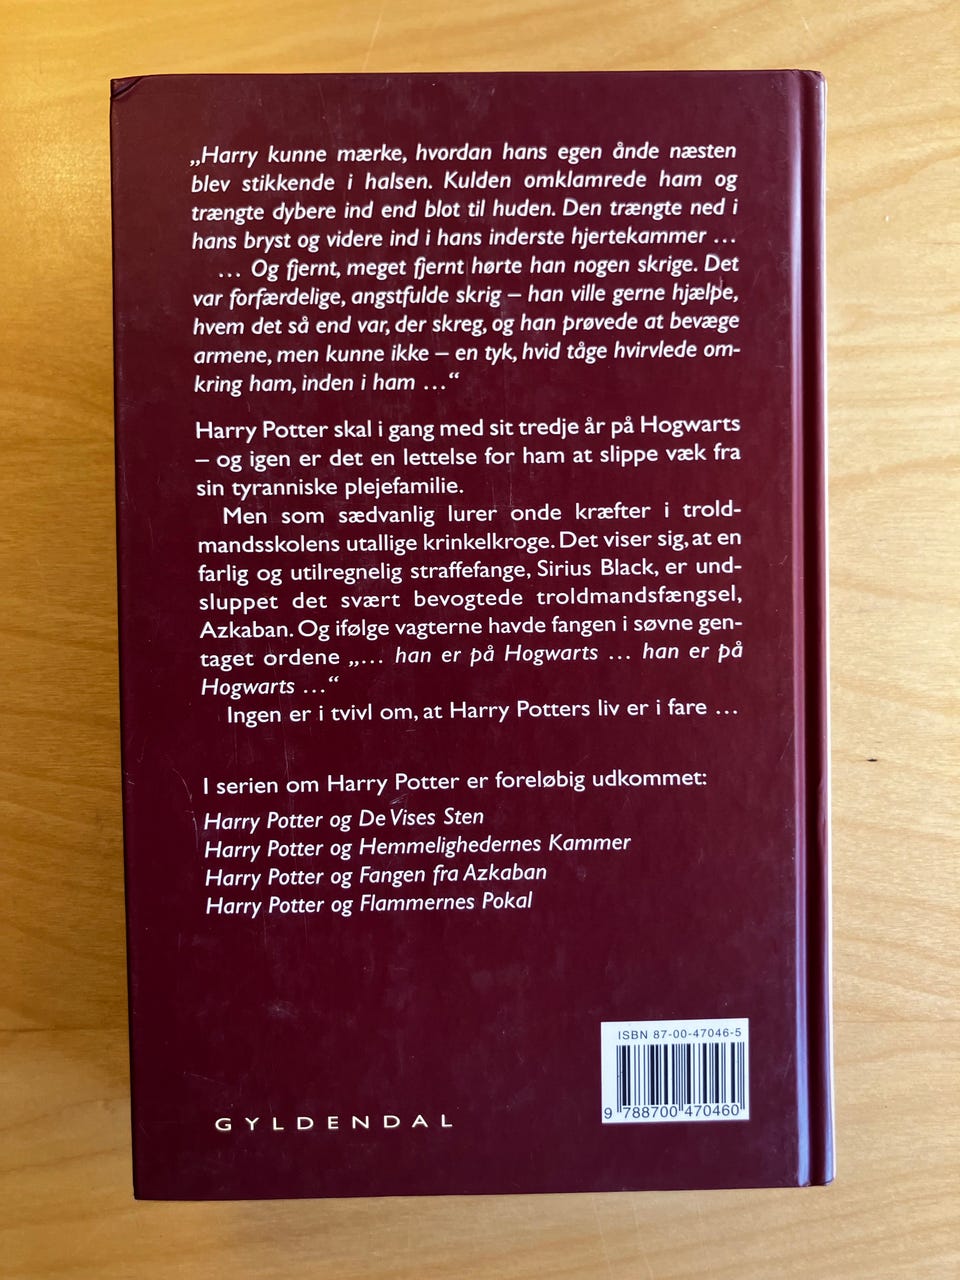 „Harry kunne mærke, hvordan hans egen ånde næsten
blev stikkende i halsen. Kulden omklamrede ham og
trængte dybere ind end blot til huden. Den trængte ned i
hans bryst og videre ind i hans inderste hjertekammer …
… Og fjernt, meget fjernt hørte han nogen skrige. Det
var forfærdelige, angstfulde skrig – han ville gerne hjælpe,
hvem det så end var, der skreg, og han prøvede at bevæge
armene, men kunne ikke – en tyk, hvid tåge hvirvlede om-
kring ham, inden i ham …“
Harry Potter skal i gang med sit tredje år på Hogwarts
– og igen er det en lettelse for ham at slippe væk fra
sin tyranniske plejefamilie.
Men som sædvanlig lurer onde kræfter i trold-
mandsskolens utallige krinkelkroge. Det viser sig, at en
farlig og utilregnelig straffefange, Sirius Black, er und-
sluppet det svært bevogtede troldmandsfængsel,
Azkaban. Og ifølge vagterne havde fangen i søvne gen-
taget ordene „… han er på Hogwarts … han er på
Hogwarts …“
Ingen er i tvivl om, at Harry Potters liv er i fare …
I serien om Harry Potter er foreløbig udkommet:
Harry Potter og De Vises Sten
Harry Potter og Hemmelighedernes Kammer
Harry Potter og Fangen fra Azkaban
Harry Potter og Flammernes Pokal
ISBN 87-00-47046-5
9 788700 470460
GYLDENDAL